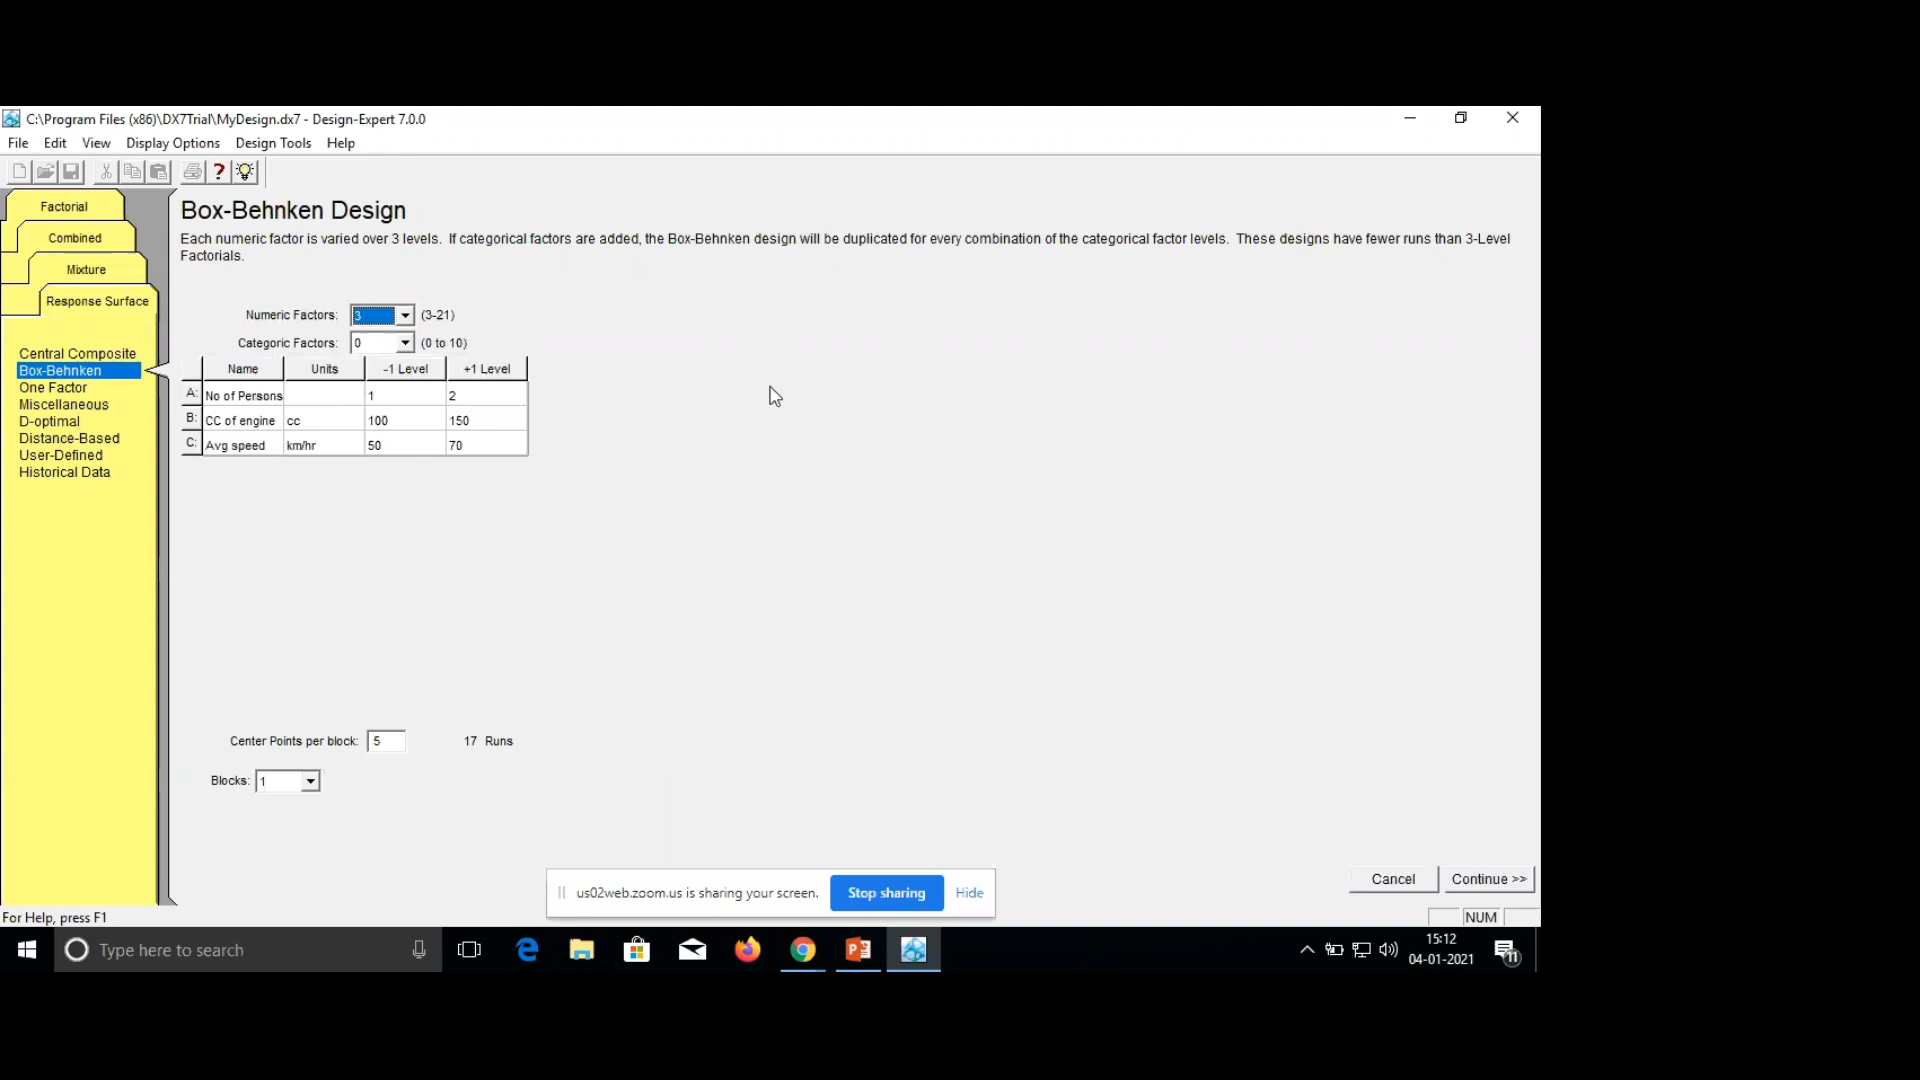 C:\Program Files (x86)\DX7Trial\MyDesign.dx7 - Design-Expert 7.0.0
File Edit View Display Options Design Tools Help
Factorial
Combined
Mixture
Response Surface
Central Composite
Box-Behnken
One Factor
Miscellaneous
D-optimal
Distance-Based
User-Defined
Historical Data
Box-Behnken Design
Each numeric factor is varied over 3 levels. If categorical factors are added, the Box-Behnken design will be duplicated for every combination of the categorical factor levels. These designs have fewer runs than 3-Level
Factorials.
Numeric Factors: 3 (3-21)
Categoric Factors: 0 (0 to 10)
Name Units -1 Level +1 Level
A: No of Persons 1 2
B: CC of engine cc 100 150
C: Avg speed km/hr 50 70
Center Points per block: 5 17 Runs
Blocks: 1
Cancel Continue >>
us02web.zoom.us is sharing your screen. Stop sharing Hide
For Help, press F1
NUM
Type here to search
15:12
04-01-2021
11